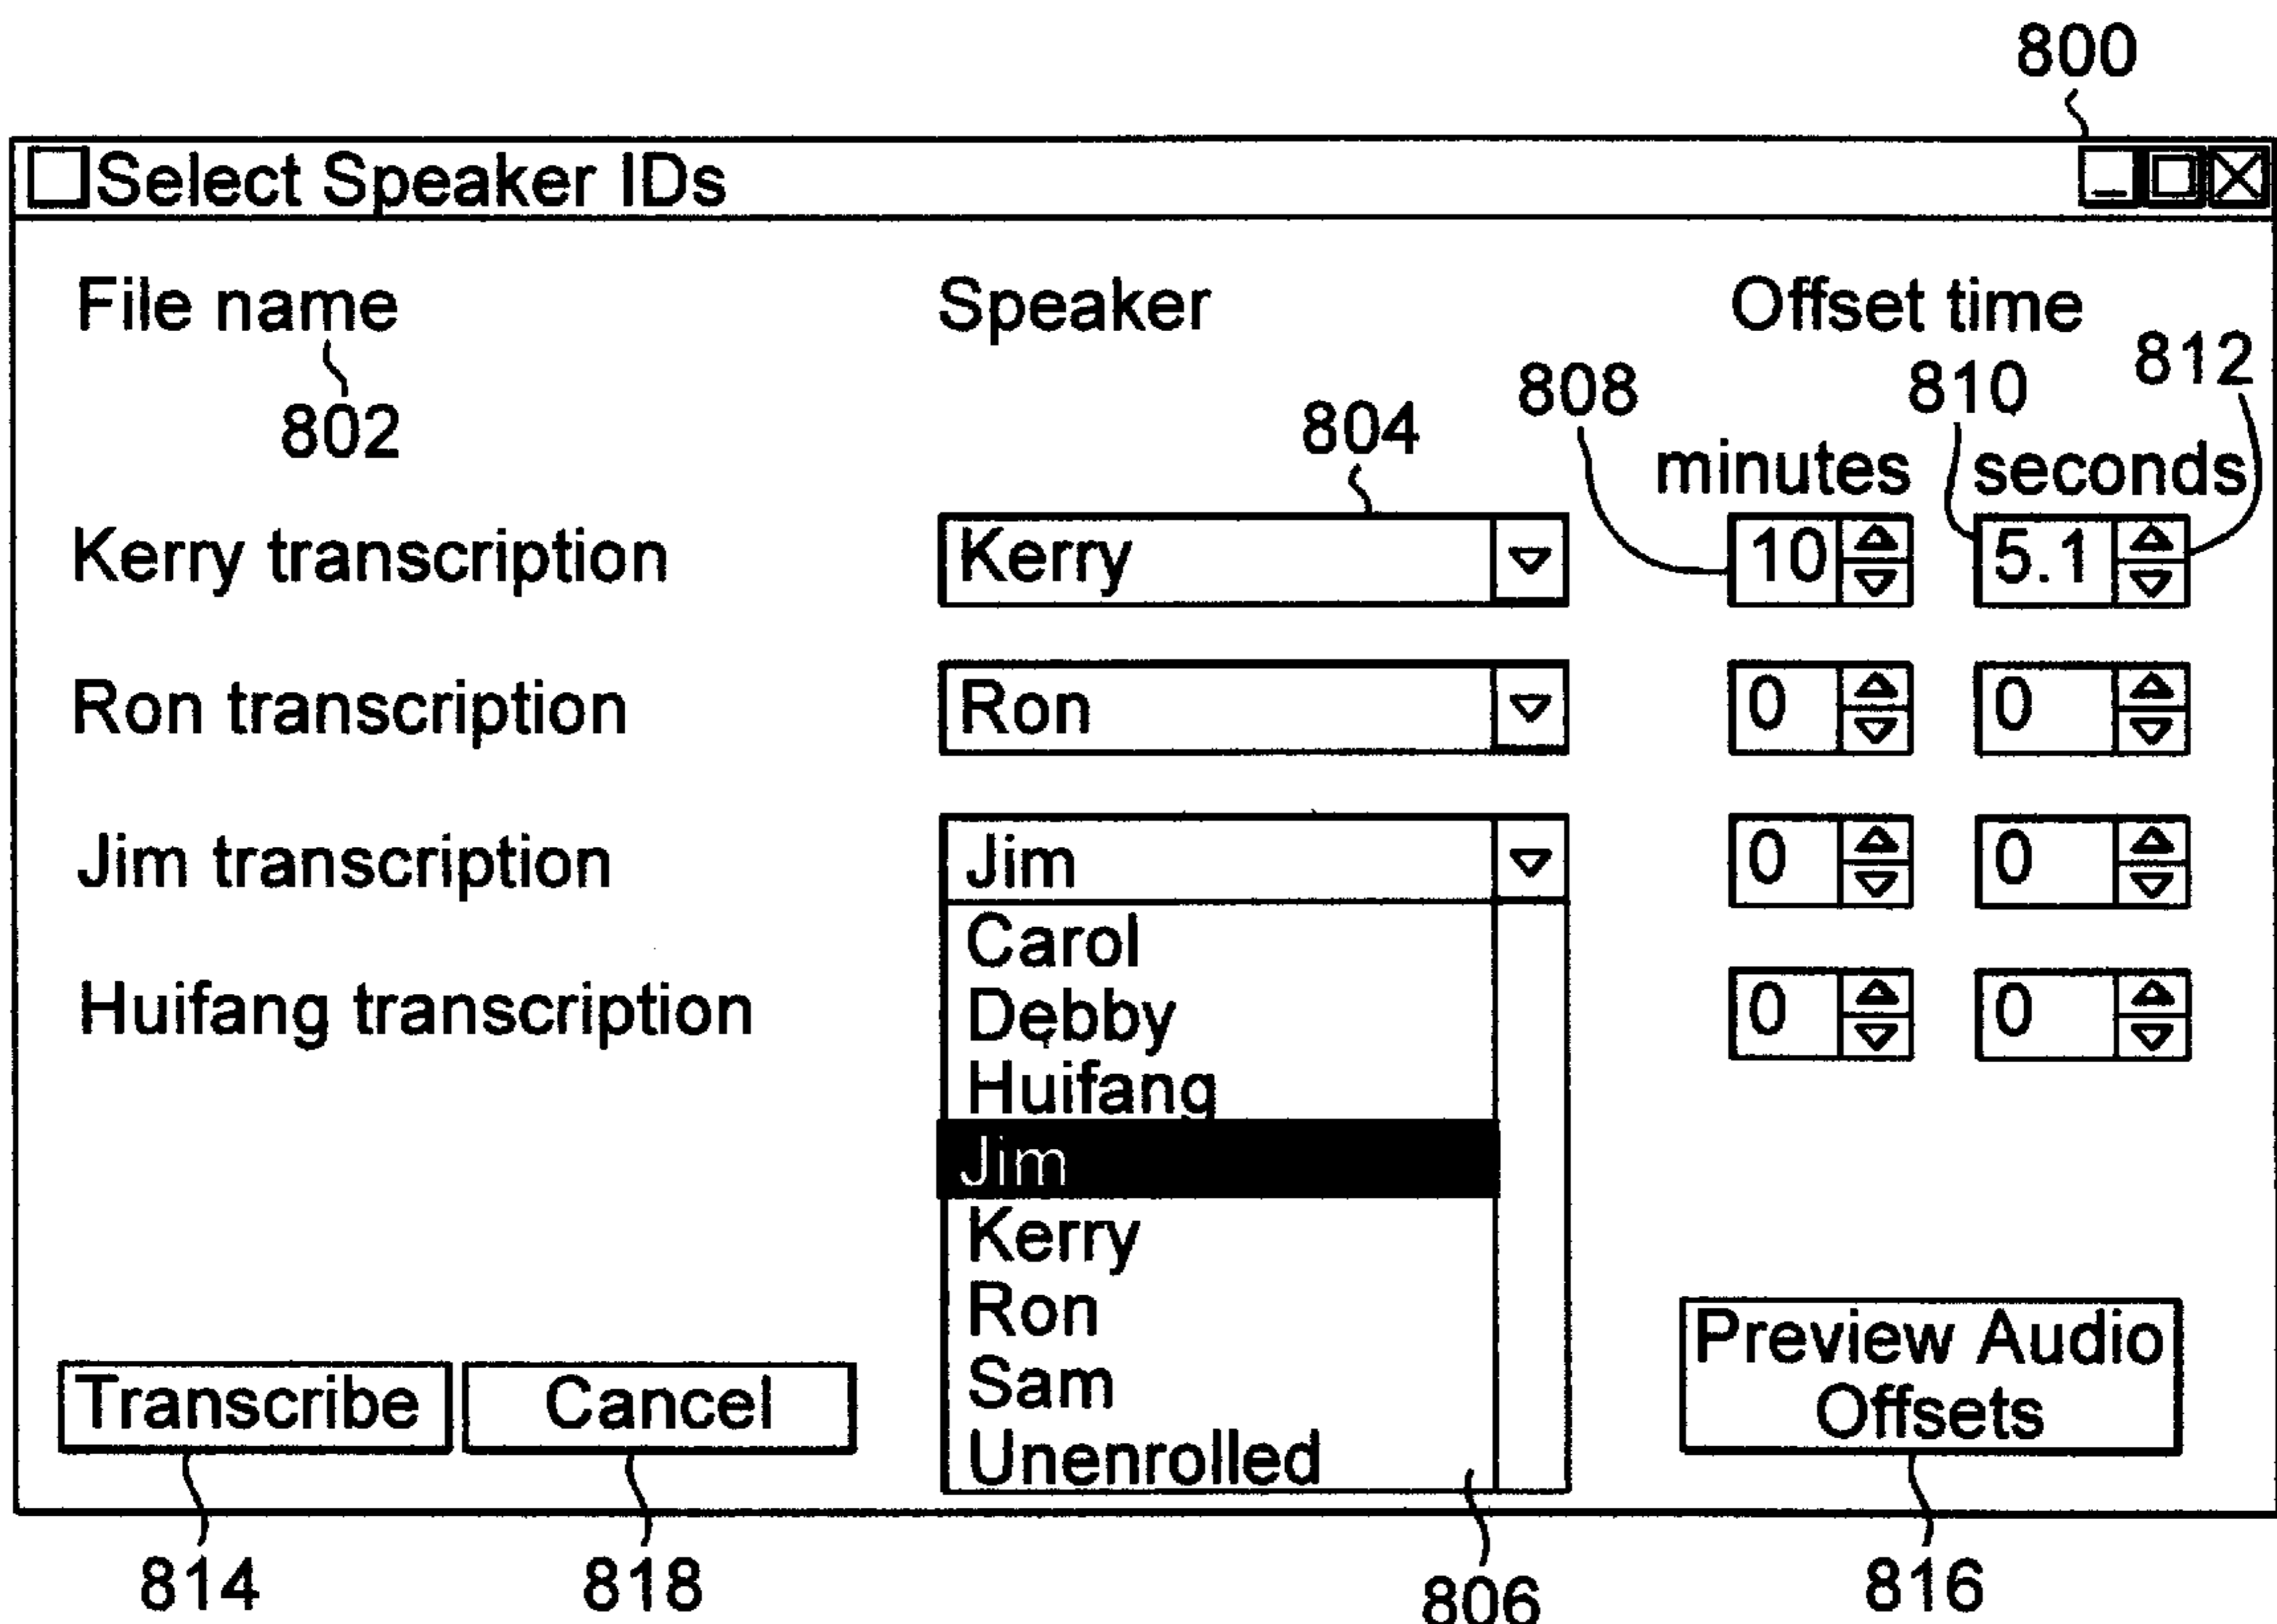 800
Select Speaker IDs
File name Speaker Offset time
802 804 808 810 812
minutes seconds
Kerry transcription Kerry 10 5.1
Ron transcription Ron 0 0
Jim transcription Jim 0 0
Carol
Debby
Huifang transcription 0 0
Huifang
Jim
Kerry
Ron
Sam
Unenrolled
Preview Audio
Offsets
Transcribe Cancel
814 818 806 816